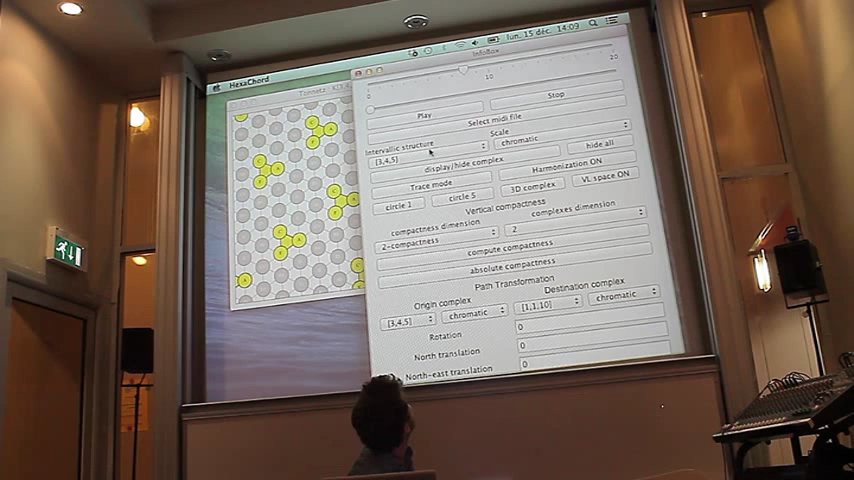 HexaChord
lun. 15 déc. 14:09
InfoBox
0
10
20
0
Play
Stop
Select midi file
Intervallic structure
Scale
[3,4,5]
chromatic
display/hide complex
hide all
Trace mode
Harmonization ON
circle 1
circle 5
3D complex
VL space ON
Vertical compactness
compactness dimension
complexes dimension
2-compactness
2
compute compactness
absolute compactness
Path Transformation
Origin complex
Destination complex
[3,4,5]
chromatic
[1,1,10]
chromatic
Rotation
0
North translation
0
North-east translation
0